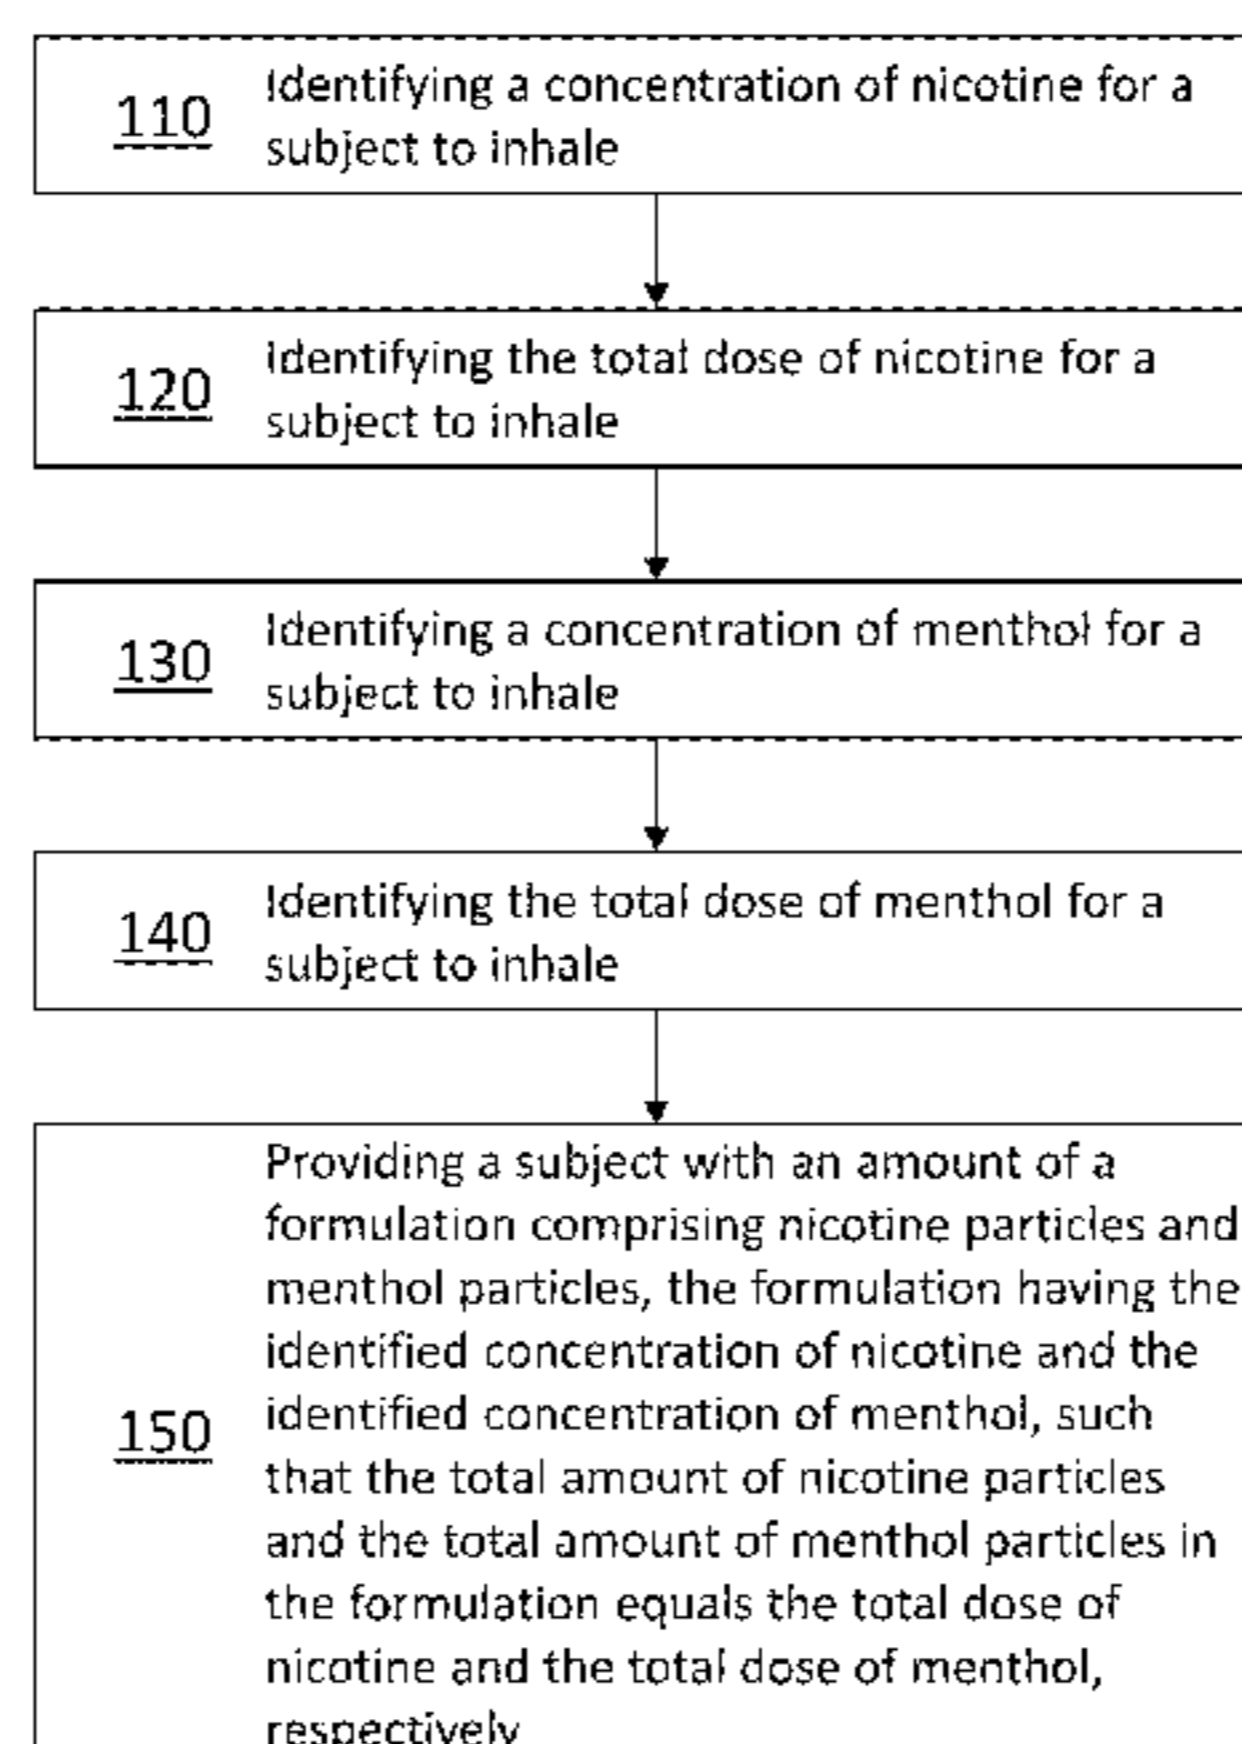 110
Identifying a concentration of nicotine for a
subject to inhale
120
Identifying the total dose of nicotine for a
subject to inhale
130
Identifying a concentration of menthol for a
subject to inhale
140
Identifying the total dose of menthol for a
subject to inhale
150
Providing a subject with an amount of a
formulation comprising nicotine particles and
menthol particles, the formulation having the
identified concentration of nicotine and the
identified concentration of menthol, such
that the total amount of nicotine particles
and the total amount of menthol particles in
the formulation equals the total dose of
nicotine and the total dose of menthol,
respectively